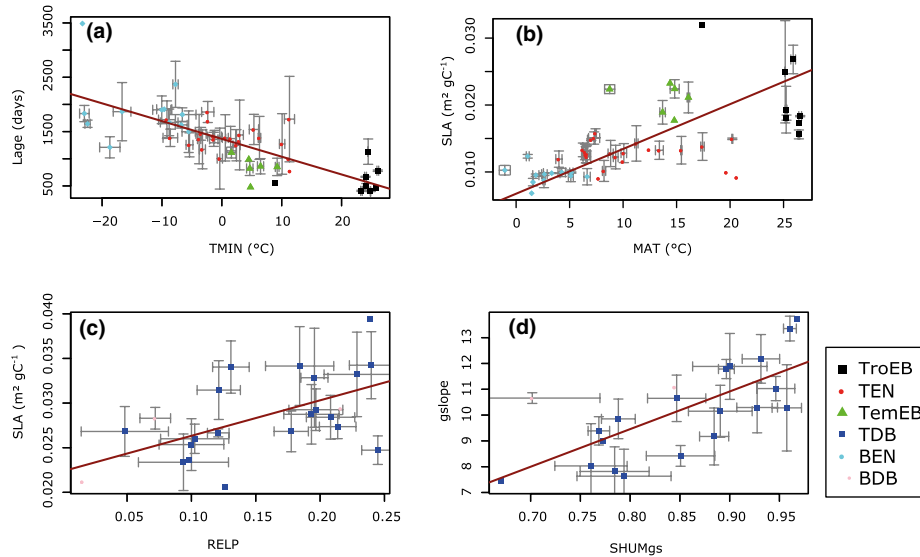 (a)
Lage (days)
3500
2500
1500
1000
500
−20 −10 0 10 20
TMIN (°C)
(b)
SLA (m² gC⁻¹)
0.030
0.020
0.010
0 5 10 15 20 25
MAT (°C)
(c)
SLA (m² gC⁻¹)
0.040
0.035
0.030
0.025
0.020
0.05 0.10 0.15 0.20 0.25
RELP
(d)
gslope
13
12
11
10
9
8
7
0.70 0.75 0.80 0.85 0.90 0.95
SHUMgs
TroEB
TEN
TemEB
TDB
BEN
BDB